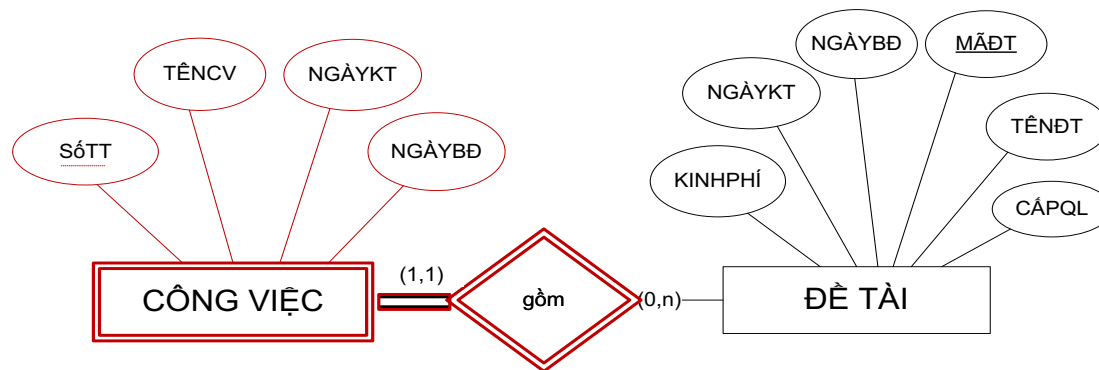 NGÀYBĐ
MÃĐT
TÊNCV
NGÀYKT
NGÀYKT
TÊNĐT
SốTT
NGÀYBĐ
KINHPHÍ
CẤPQL
(1,1)
CÔNG VIỆC
gồm
(0,n)
ĐỀ TÀI